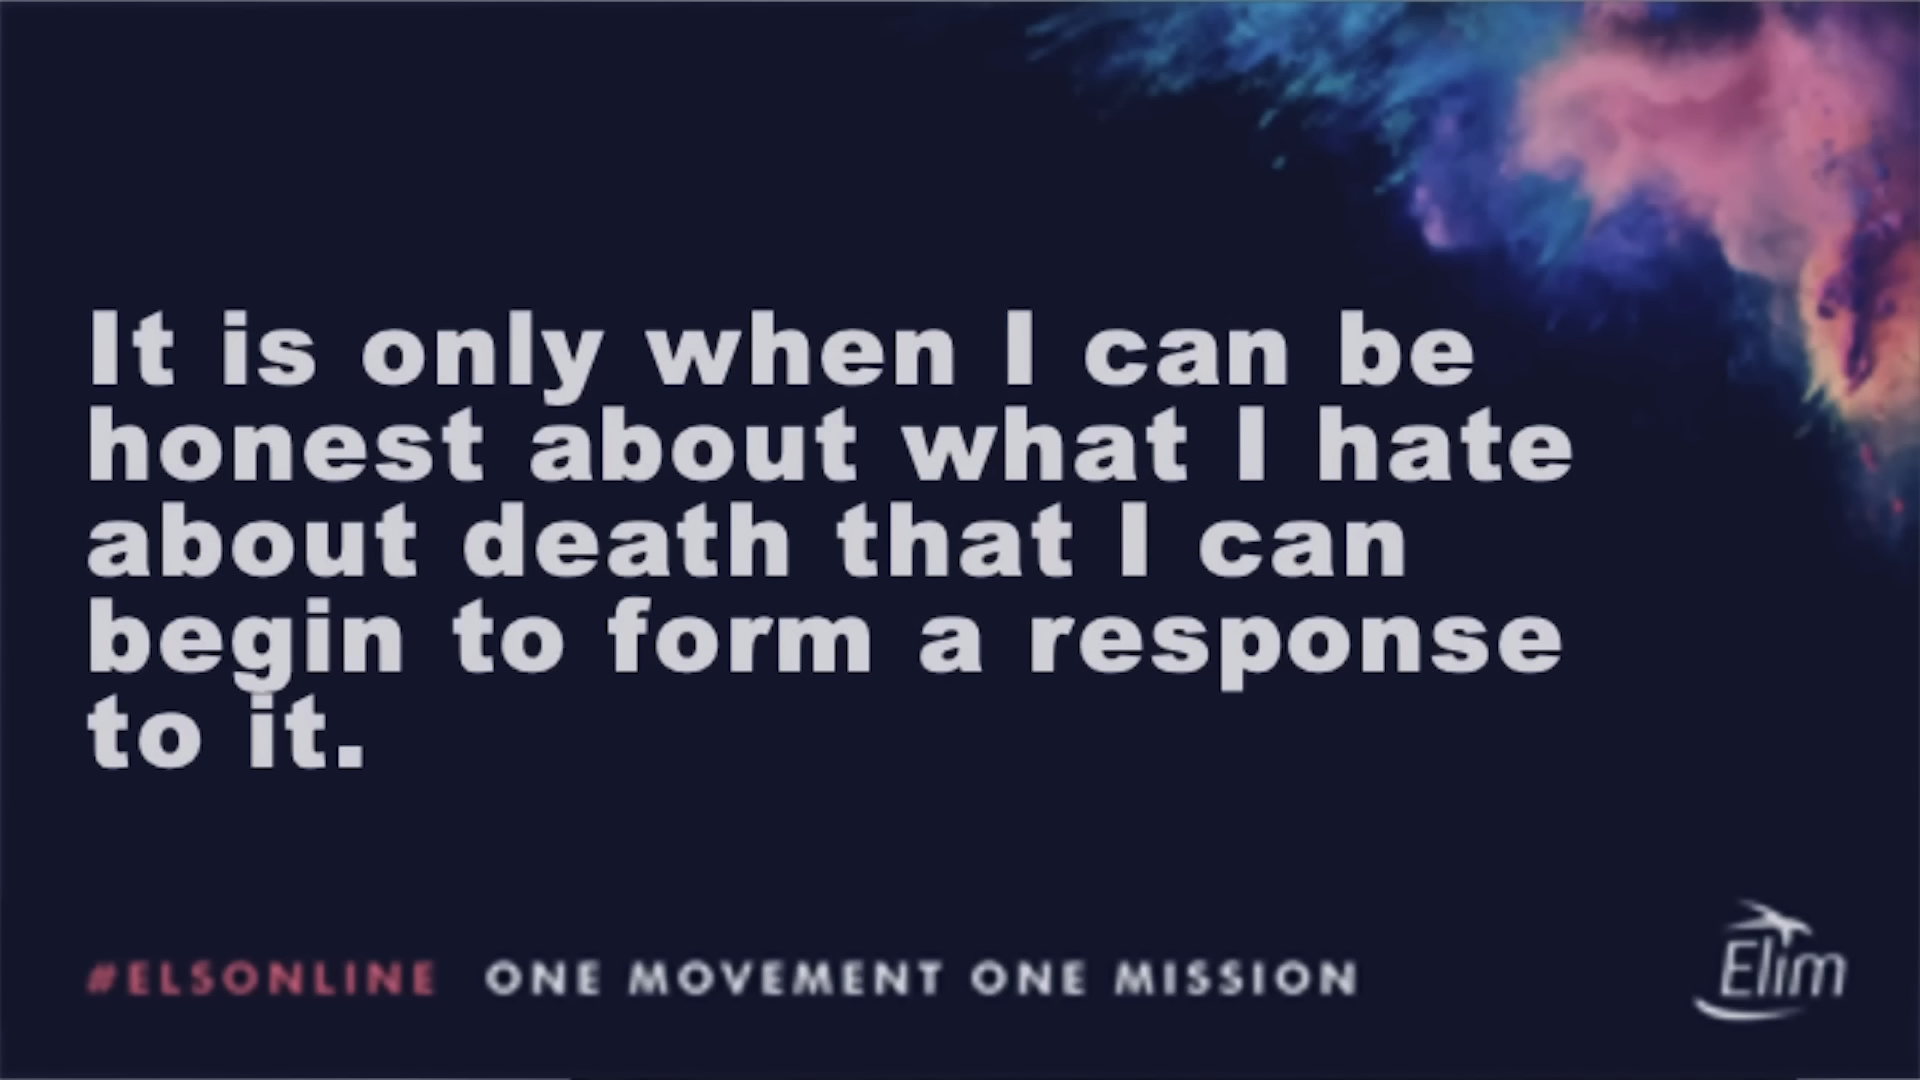 It is only when I can be
honest about what I hate
about death that I can
begin to form a response
to it.
#ELSONLINE ONE MOVEMENT ONE MISSION
Elim